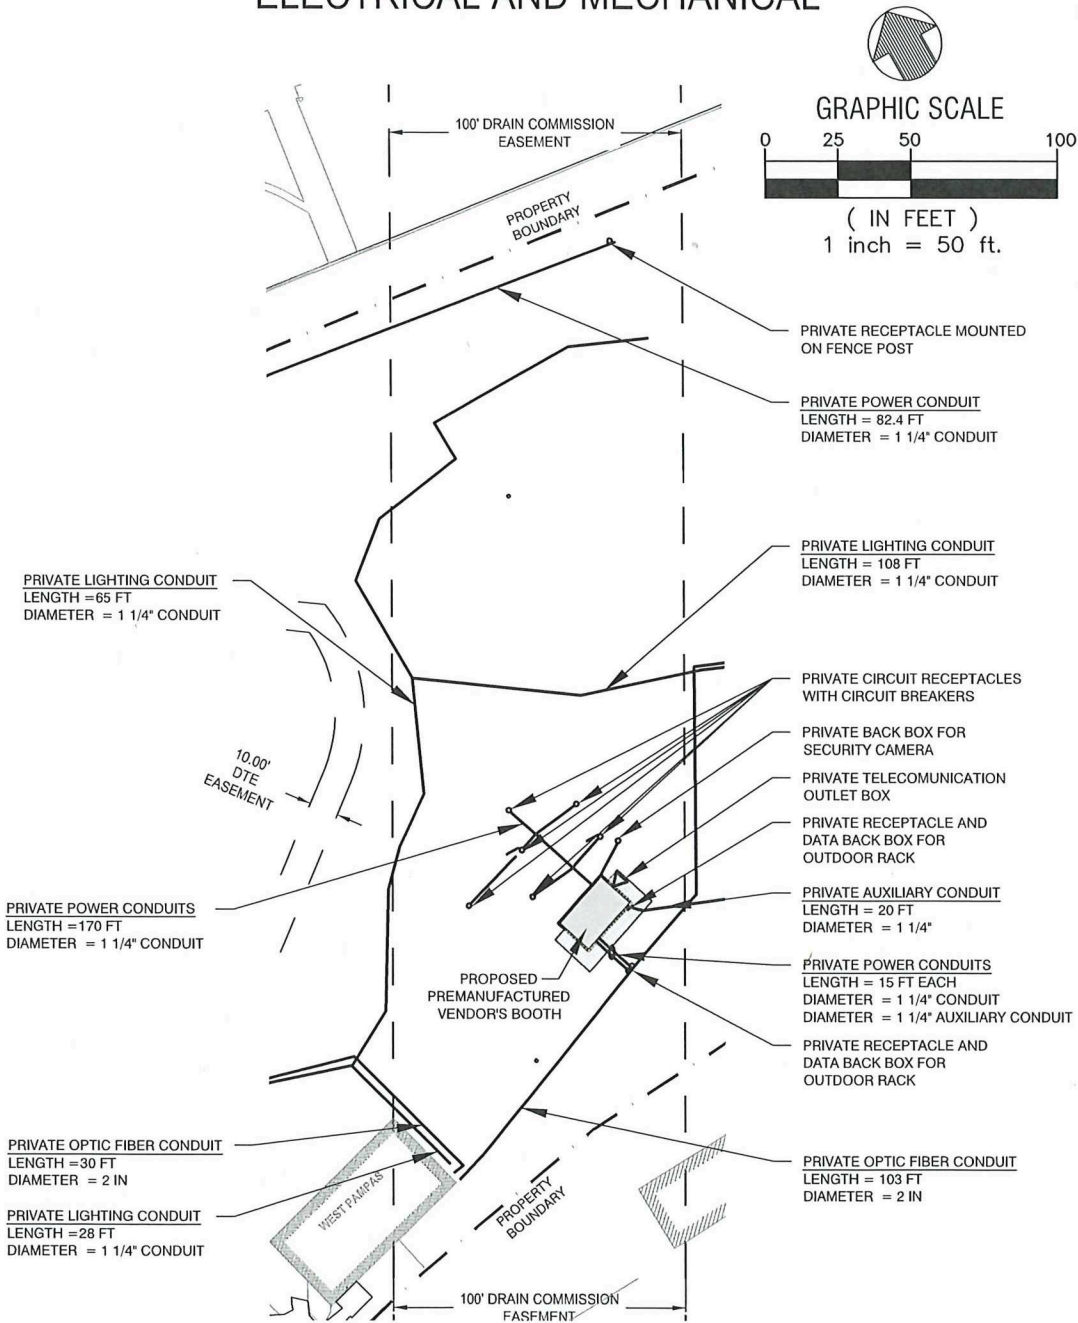 ELECTRICAL AND MECHANICAL
GRAPHIC SCALE
0 25 50 100
( IN FEET )
1 inch = 50 ft.
100' DRAIN COMMISSION
EASEMENT
PROPERTY
BOUNDARY
PRIVATE RECEPTACLE MOUNTED
ON FENCE POST
PRIVATE POWER CONDUIT
LENGTH = 82.4 FT
DIAMETER = 1 1/4" CONDUIT
PRIVATE LIGHTING CONDUIT
LENGTH = 108 FT
DIAMETER = 1 1/4" CONDUIT
PRIVATE LIGHTING CONDUIT
LENGTH =65 FT
DIAMETER = 1 1/4" CONDUIT
PRIVATE CIRCUIT RECEPTACLES
WITH CIRCUIT BREAKERS
PRIVATE BACK BOX FOR
SECURITY CAMERA
10.00'
DTE
EASEMENT
PRIVATE TELECOMUNICATION
OUTLET BOX
PRIVATE RECEPTACLE AND
DATA BACK BOX FOR
OUTDOOR RACK
PRIVATE AUXILIARY CONDUIT
LENGTH = 20 FT
DIAMETER = 1 1/4"
PRIVATE POWER CONDUITS
LENGTH =170 FT
DIAMETER = 1 1/4" CONDUIT
PROPOSED
PREMANUFACTURED
VENDOR'S BOOTH
PRIVATE POWER CONDUITS
LENGTH = 15 FT EACH
DIAMETER = 1 1/4" CONDUIT
DIAMETER = 1 1/4" AUXILIARY CONDUIT
PRIVATE RECEPTACLE AND
DATA BACK BOX FOR
OUTDOOR RACK
PRIVATE OPTIC FIBER CONDUIT
LENGTH =30 FT
DIAMETER = 2 IN
PRIVATE LIGHTING CONDUIT
LENGTH =28 FT
DIAMETER = 1 1/4" CONDUIT
WEST PAMPAS
PROPERTY
BOUNDARY
PRIVATE OPTIC FIBER CONDUIT
LENGTH = 103 FT
DIAMETER = 2 IN
100' DRAIN COMMISSION
EASEMENT